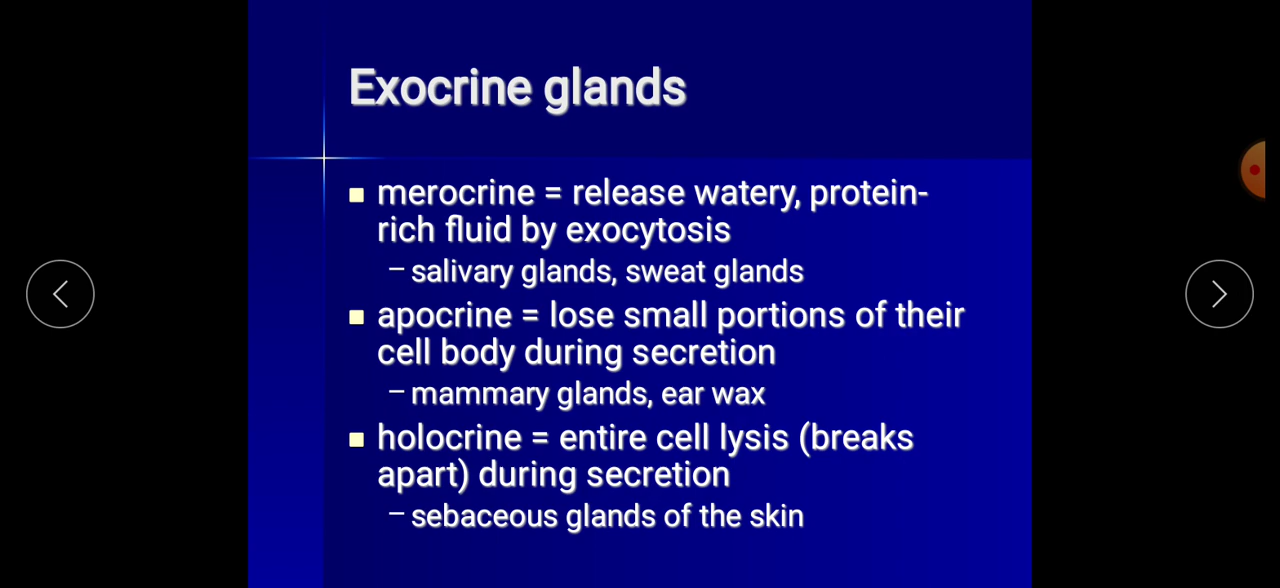 Exocrine glands
merocrine = release watery, protein-
rich fluid by exocytosis
– salivary glands, sweat glands
apocrine = lose small portions of their
cell body during secretion
– mammary glands, ear wax
holocrine = entire cell lysis (breaks
apart) during secretion
– sebaceous glands of the skin